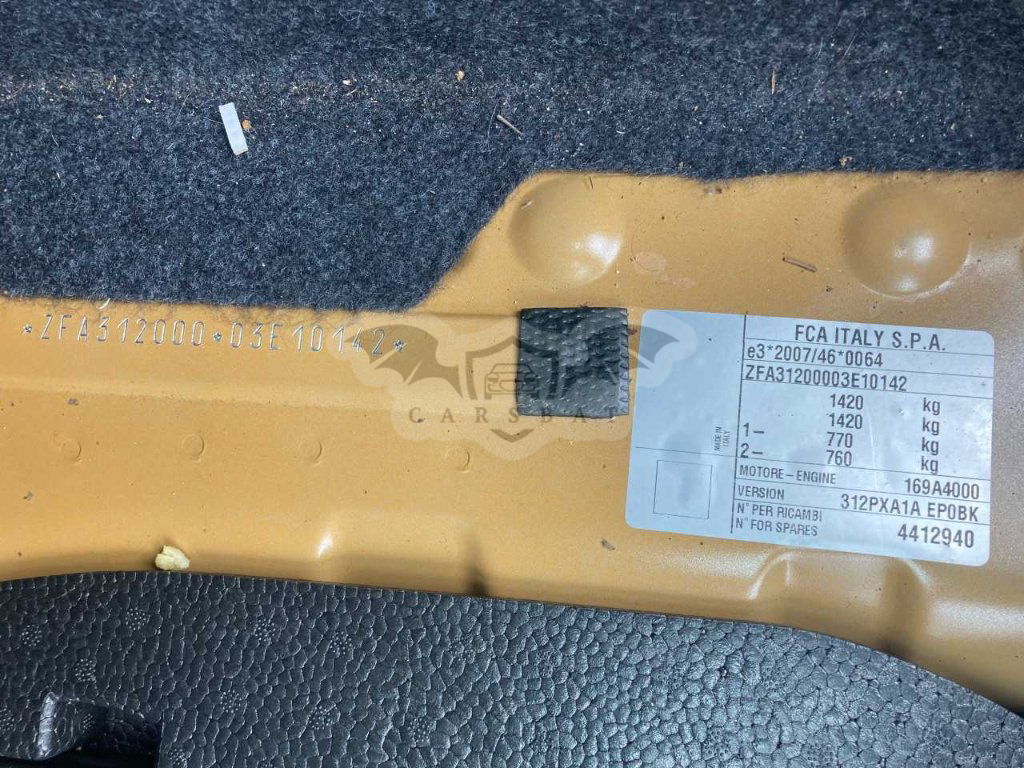 *ZFA312000*03E10142*
CARSBAT
FCA ITALY S.P.A.
e3*2007/46*0064
ZFA31200003E10142
1420 kg
1420 kg
1– 770 kg
2– 760 kg
MADE IN
ITALY
MOTORE – ENGINE 169A4000
VERSION 312PXA1A EP0BK
N° PER RICAMBI
N° FOR SPARES 4412940